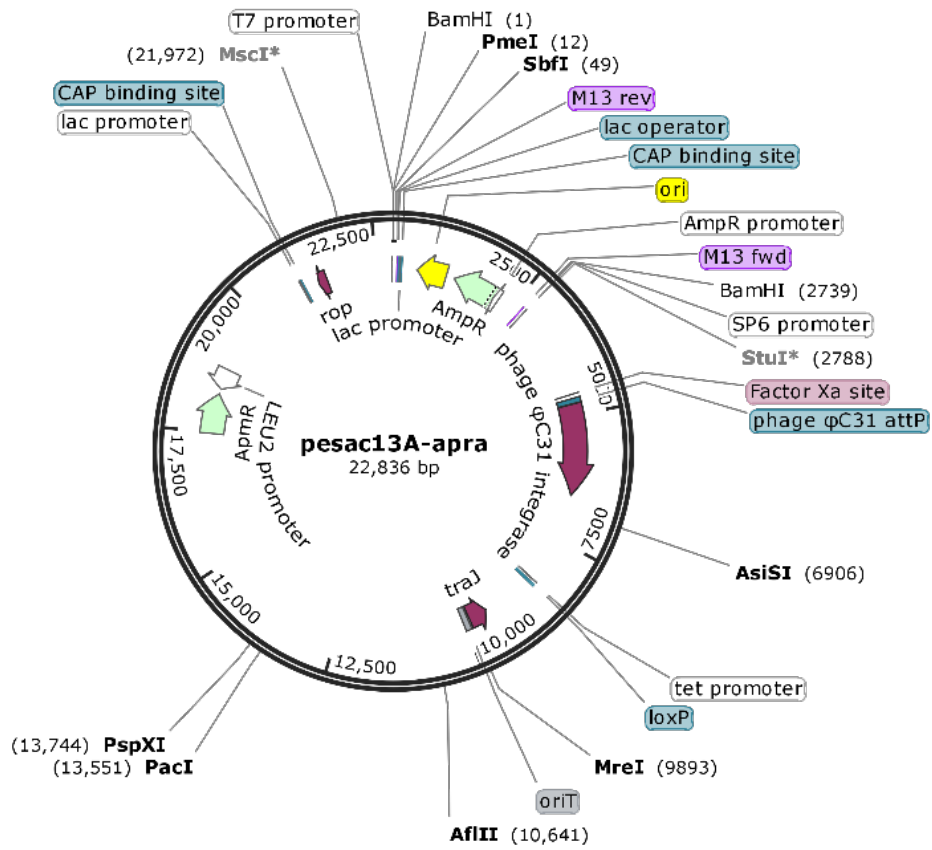 T7 promoter
BamHI (1)
PmeI (12)
SbfI (49)
(21,972) MscI*
CAP binding site
lac promoter
M13 rev
lac operator
CAP binding site
ori
AmpR promoter
M13 fwd
BamHI (2739)
SP6 promoter
StuI* (2788)
Factor Xa site
phage φC31 attP
22,500
2500
20,000
5000
rop
lac promoter
AmpR
phage φC31 integrase
17,500
ApmR
LEU2 promoter
pesac13A-apra
22,836 bp
7500
AsiSI (6906)
traJ
15,000
10,000
12,500
tet promoter
loxP
(13,744) PspXI
(13,551) PacI
MreI (9893)
oriT
AflII (10,641)